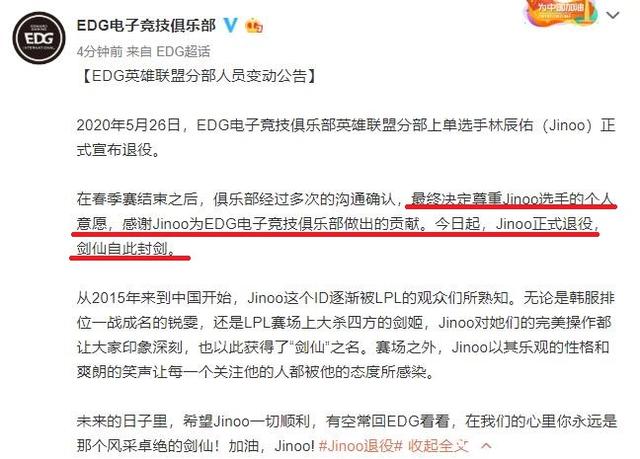 为中国加油
EDWARD GAMING
EDG
INTERNATIONAL
EDG电子竞技俱乐部
4分钟前 来自 EDG超话
【EDG英雄联盟分部人员变动公告】
2020年5月26日，EDG电子竞技俱乐部英雄联盟分部上单选手林辰佑（Jinoo）正
式宣布退役。
在春季赛结束之后，俱乐部经过多次的沟通确认，最终决定尊重Jinoo选手的个人
意愿，感谢Jinoo为EDG电子竞技俱乐部做出的贡献。今日起，Jinoo正式退役，
剑仙自此封剑。
从2015年来到中国开始，Jinoo这个ID逐渐被LPL的观众们所熟知。无论是韩服排
位一战成名的锐雯，还是LPL赛场上大杀四方的剑姬，Jinoo对她们的完美操作都
让大家印象深刻，也以此获得了“剑仙”之名。赛场之外，Jinoo以其乐观的性格和
爽朗的笑声让每一个关注他的人都被他的态度所感染。
未来的日子里，希望Jinoo一切顺利，有空常回EDG看看，在我们的心里你永远是
那个风采卓绝的剑仙！加油，Jinoo! #Jinoo退役# 收起全文